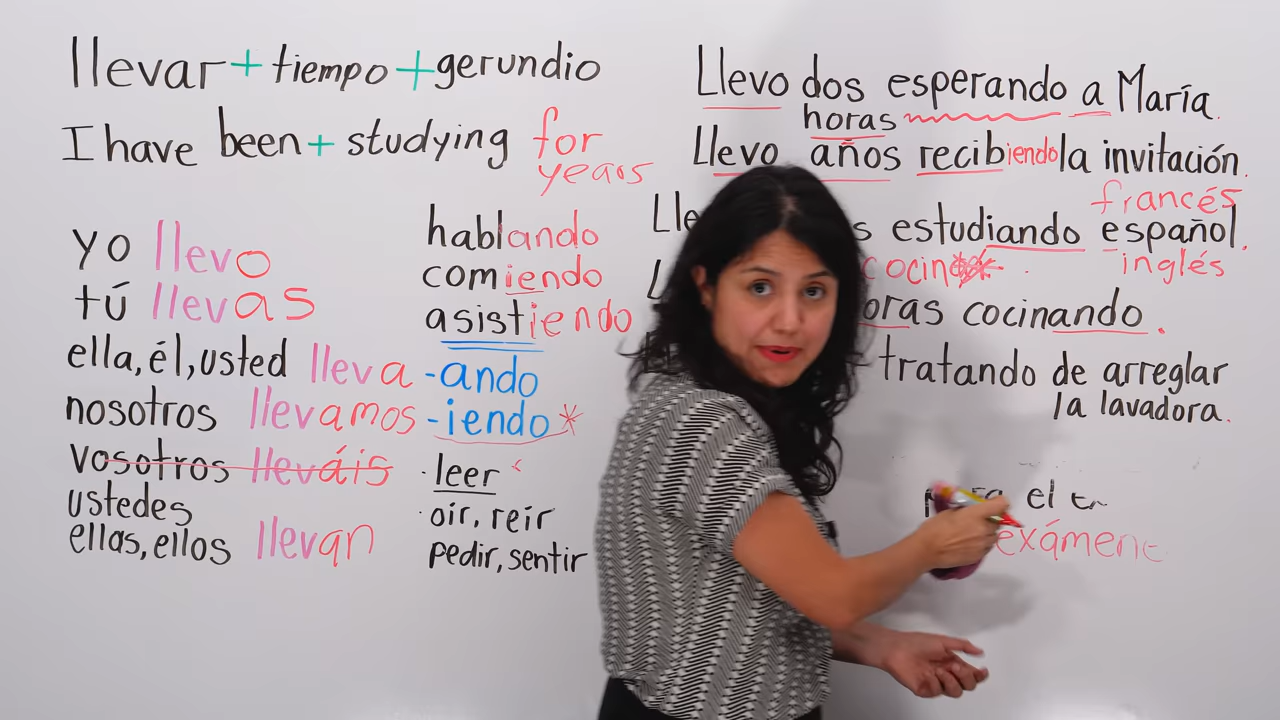 llevar + tiempo + gerundio
I have been + studying for years
yo llevo
tú llevas
ella, él, usted lleva
nosotros llevamos
vosotros lleváis
ustedes
ellas, ellos llevan
hablando
comiendo
asistiendo
-ando
-iendo *
· leer
· oír, reír
pedir, sentir
Llevo dos esperando a María.
horas
Llevo años recibiendo la invitación.
francés
estudiando español.
inglés
cocin
cocinando.
tratando de arreglar
la lavadora.
el